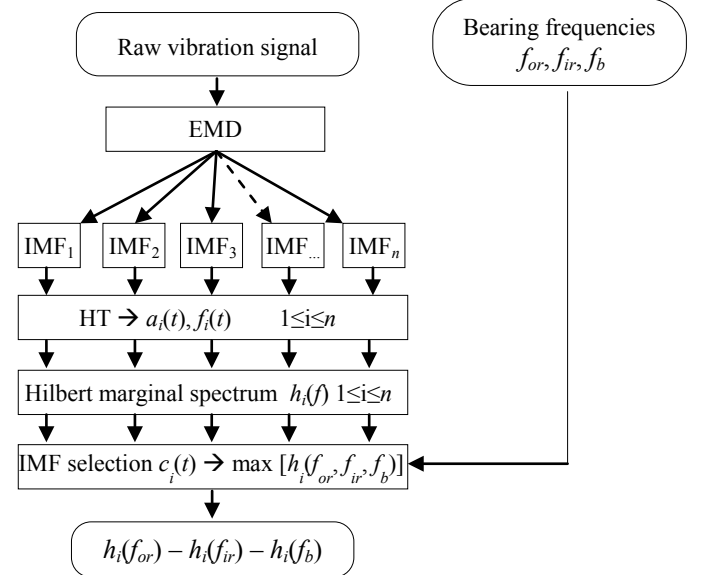 Raw vibration signal
Bearing frequencies
f_or, f_ir, f_b
EMD
IMF_1 IMF_2 IMF_3 IMF_... IMF_n
HT → a_i(t), f_i(t) 1≤i≤n
Hilbert marginal spectrum h_i(f) 1≤i≤n
IMF selection c_i(t) → max [h_i(f_or, f_ir, f_b)]
h_i(f_or) – h_i(f_ir) – h_i(f_b)